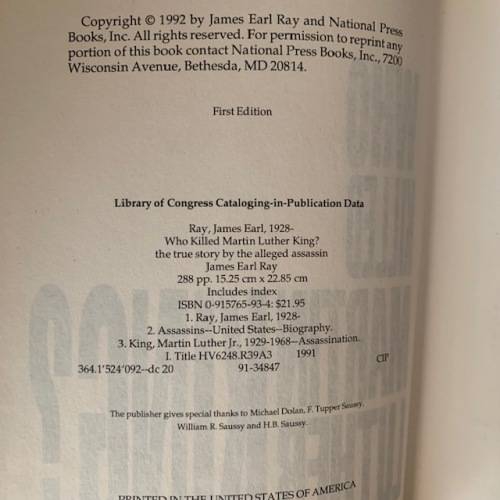 Copyright © 1992 by James Earl Ray and National Press
Books, Inc. All rights reserved. For permission to reprint any
portion of this book contact National Press Books, Inc., 7200
Wisconsin Avenue, Bethesda, MD 20814.
First Edition
Library of Congress Cataloging-in-Publication Data
Ray, James Earl, 1928-
Who Killed Martin Luther King?
the true story by the alleged assassin
James Earl Ray
288 pp. 15.25 cm x 22.85 cm
Includes index
ISBN 0-915765-93-4: $21.95
1. Ray, James Earl, 1928-
2. Assassins--United States--Biography.
3. King, Martin Luther Jr., 1929-1968--Assassination.
I. Title HV6248.R39A3 1991
364.1'524'092--dc 20 91-34847 CIP
The publisher gives special thanks to Michael Dolan, F. Tupper Saussy,
William R. Saussy and H.B. Saussy.
PRINTED IN THE UNITED STATES OF AMERICA